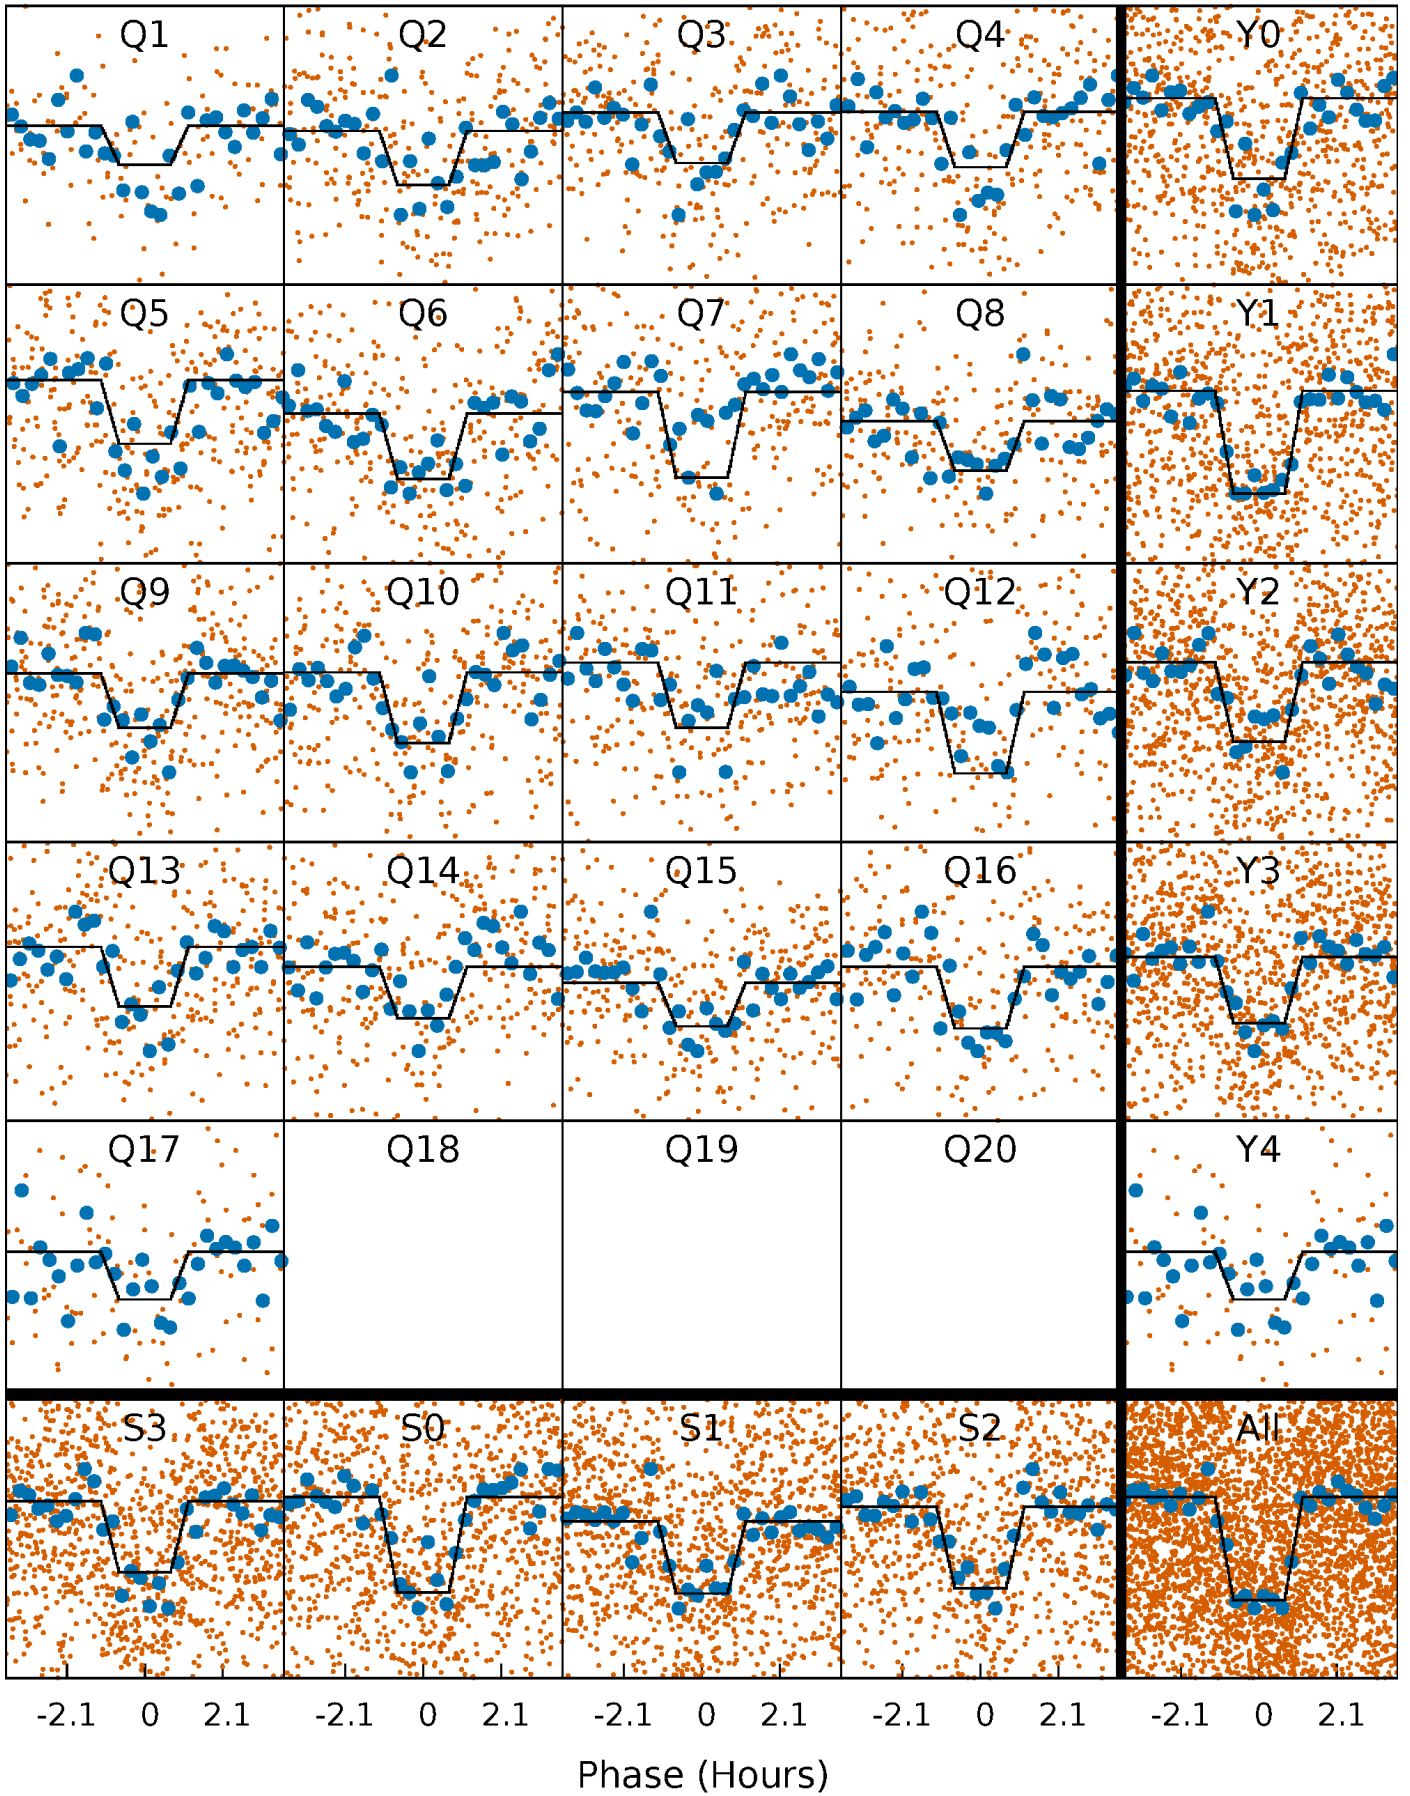 Q1 Q2 Q3 Q4 Y0
Q5 Q6 Q7 Q8 Y1
Q9 Q10 Q11 Q12 Y2
Q13 Q14 Q15 Q16 Y3
Q17 Q18 Q19 Q20 Y4
S3 S0 S1 S2 All
-2.1 0 2.1 -2.1 0 2.1 -2.1 0 2.1 -2.1 0 2.1 -2.1 0 2.1
Phase (Hours)